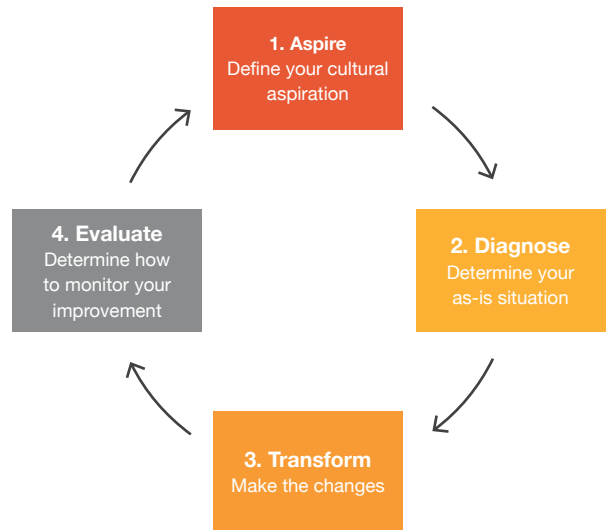 1. Aspire
Define your cultural
aspiration
2. Diagnose
Determine your
as-is situation
3. Transform
Make the changes
4. Evaluate
Determine how
to monitor your
improvement